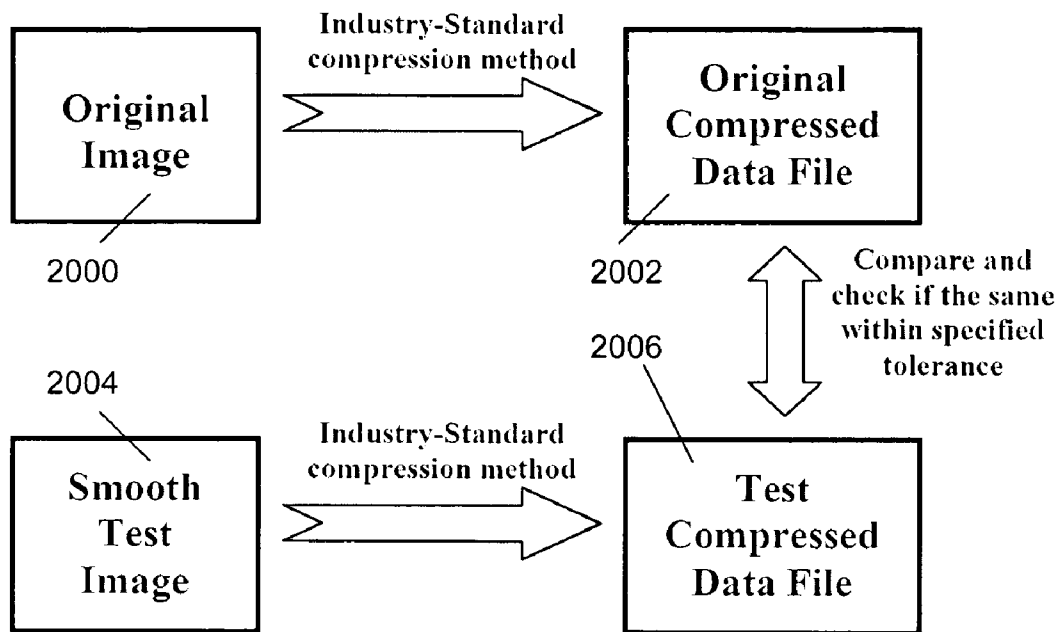 Original
Image
2000
Industry-Standard
compression method
Original
Compressed
Data File
2002
Compare and
check if the same
within specified
tolerance
2004
Smooth
Test
Image
Industry-Standard
compression method
2006
Test
Compressed
Data File